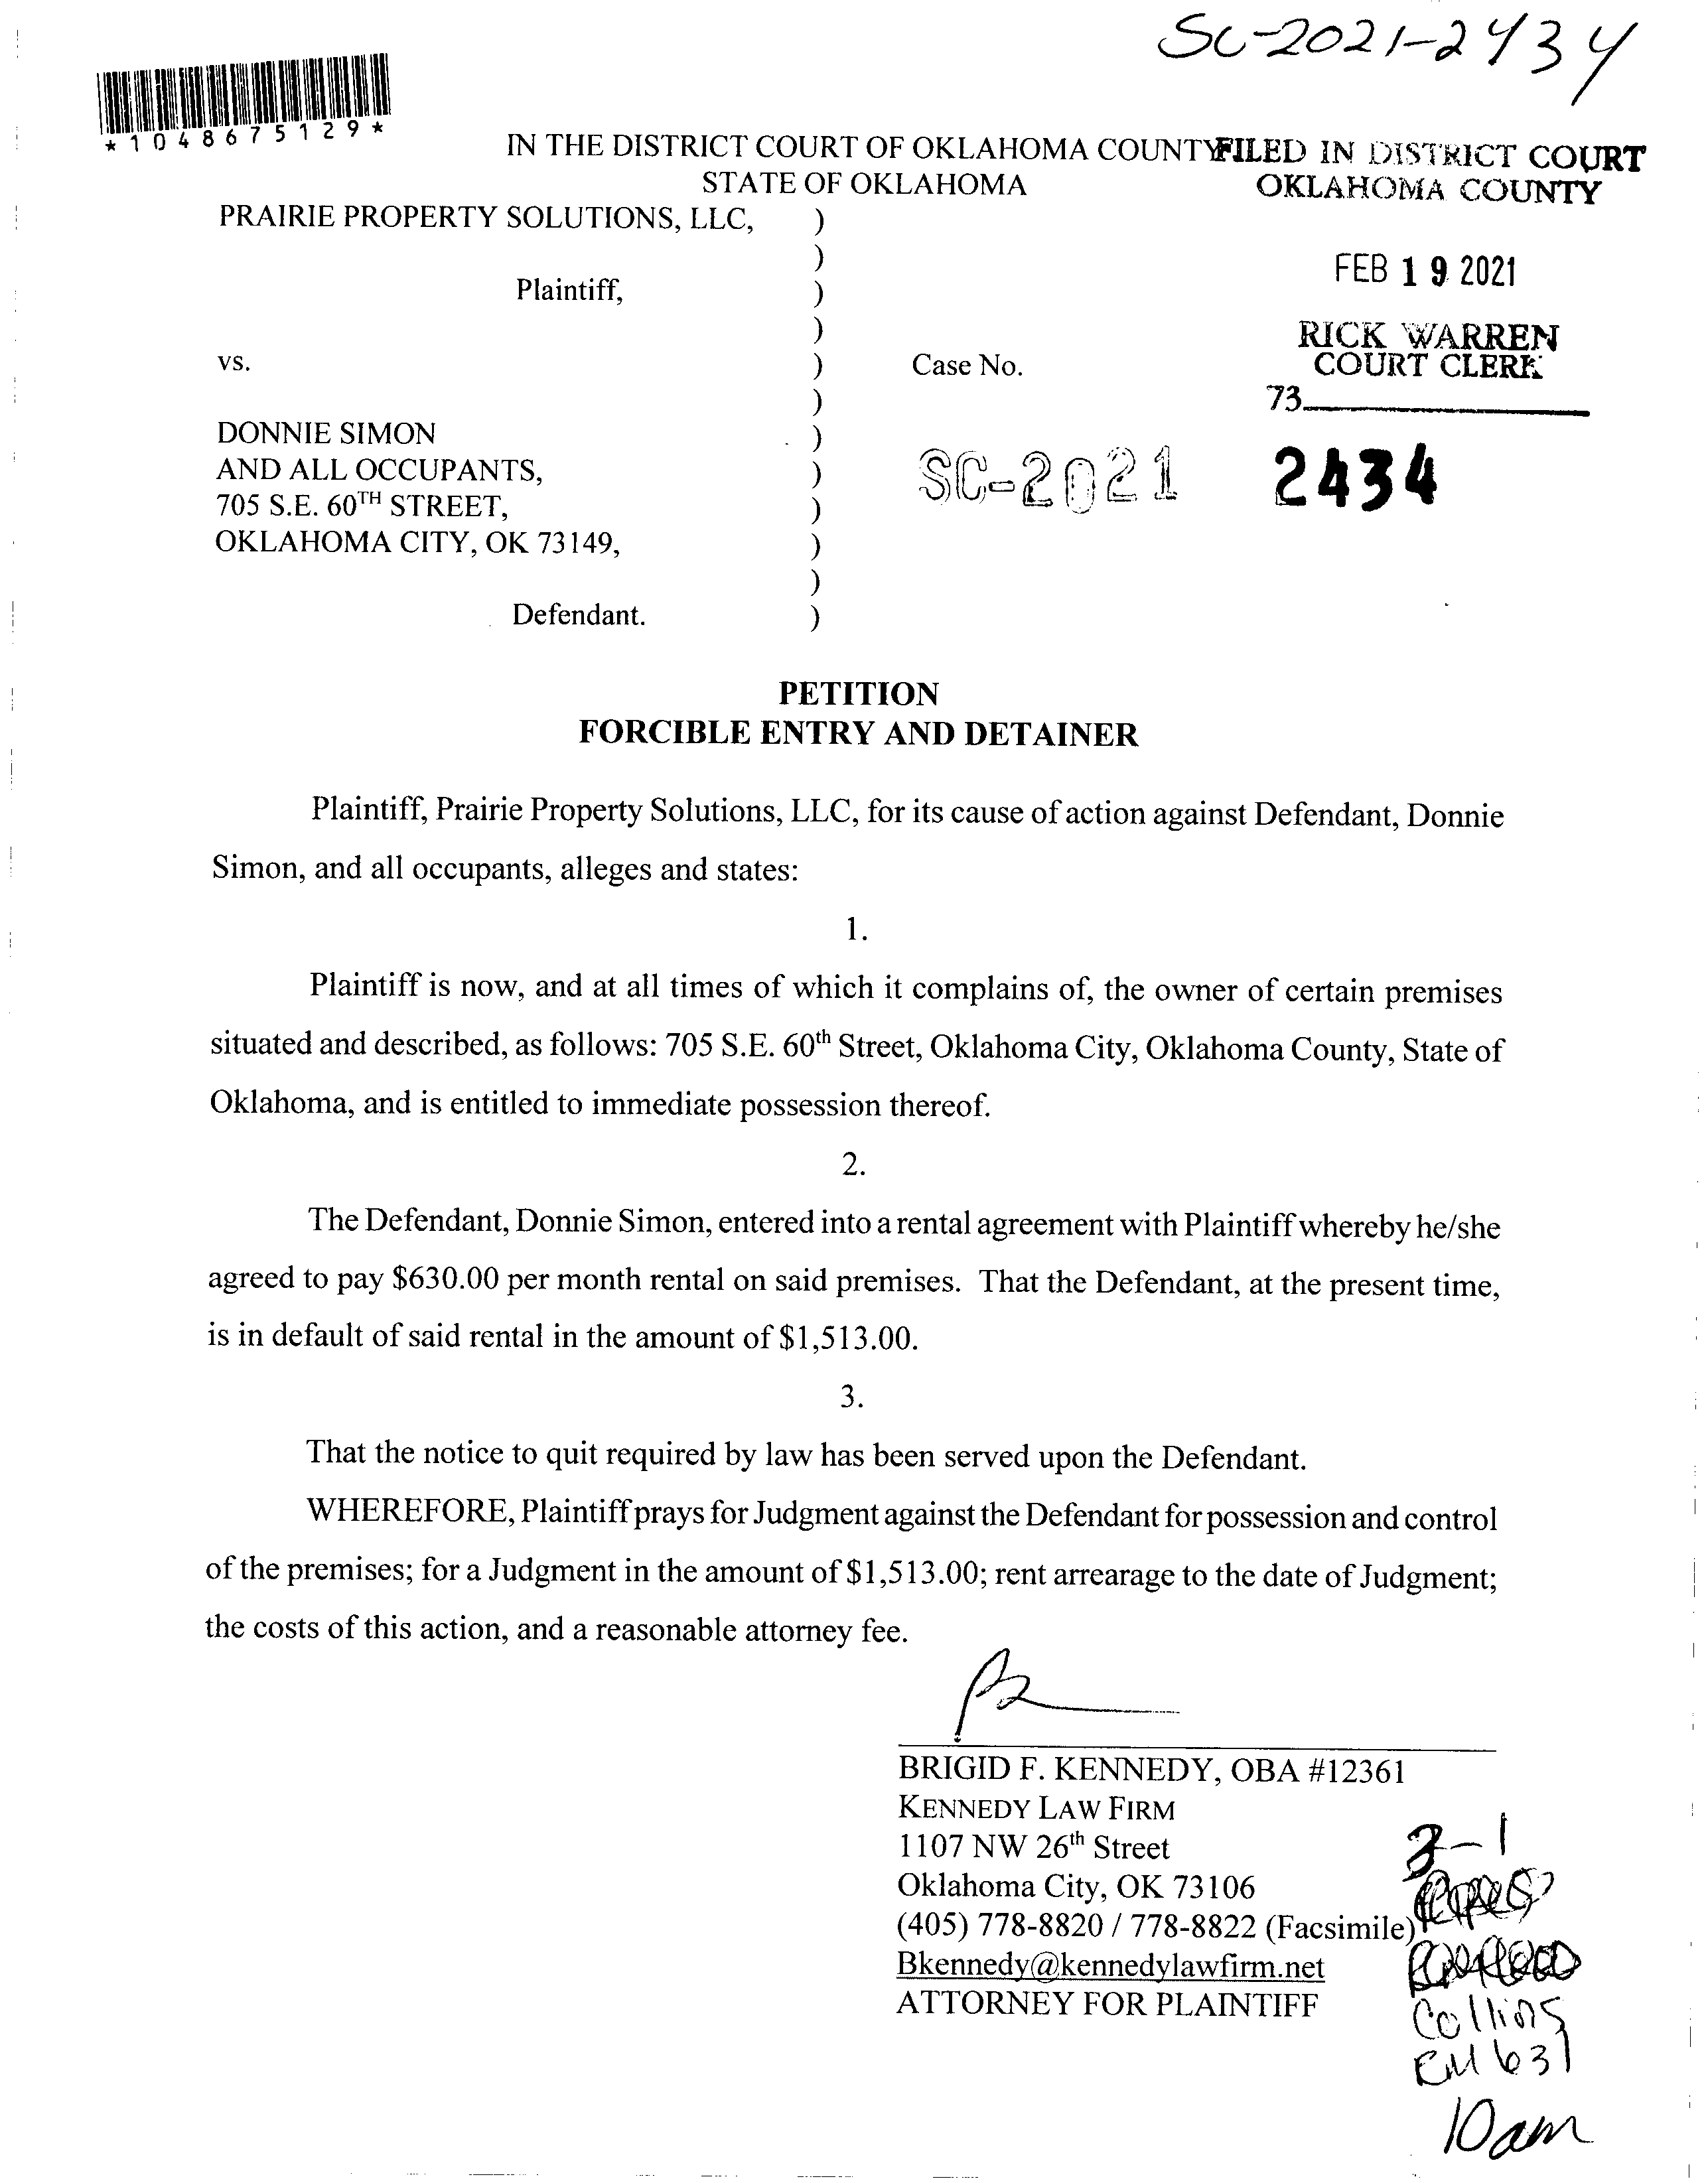 SC-2021-2434
*1048675129*
IN THE DISTRICT COURT OF OKLAHOMA COUNTY
STATE OF OKLAHOMA
FILED IN DISTRICT COURT
OKLAHOMA COUNTY
FEB 19 2021
RICK WARREN
COURT CLERK
73
PRAIRIE PROPERTY SOLUTIONS, LLC, )
)
Plaintiff, )
)
vs. ) Case No.
)
DONNIE SIMON )
AND ALL OCCUPANTS, ) SC-2021 2434
705 S.E. 60TH STREET, )
OKLAHOMA CITY, OK 73149, )
)
Defendant. )
PETITION
FORCIBLE ENTRY AND DETAINER
Plaintiff, Prairie Property Solutions, LLC, for its cause of action against Defendant, Donnie
Simon, and all occupants, alleges and states:
1.
Plaintiff is now, and at all times of which it complains of, the owner of certain premises
situated and described, as follows: 705 S.E. 60th Street, Oklahoma City, Oklahoma County, State of
Oklahoma, and is entitled to immediate possession thereof.
2.
The Defendant, Donnie Simon, entered into a rental agreement with Plaintiff whereby he/she
agreed to pay $630.00 per month rental on said premises. That the Defendant, at the present time,
is in default of said rental in the amount of $1,513.00.
3.
That the notice to quit required by law has been served upon the Defendant.
WHEREFORE, Plaintiff prays for Judgment against the Defendant for possession and control
of the premises; for a Judgment in the amount of $1,513.00; rent arrearage to the date of Judgment;
the costs of this action, and a reasonable attorney fee.
BRIGID F. KENNEDY, OBA #12361
KENNEDY LAW FIRM
1107 NW 26th Street
Oklahoma City, OK 73106
(405) 778-8820 / 778-8822 (Facsimile)
Bkennedy@kennedylawfirm.net
ATTORNEY FOR PLAINTIFF
3-1
Collins
RM 631
10am